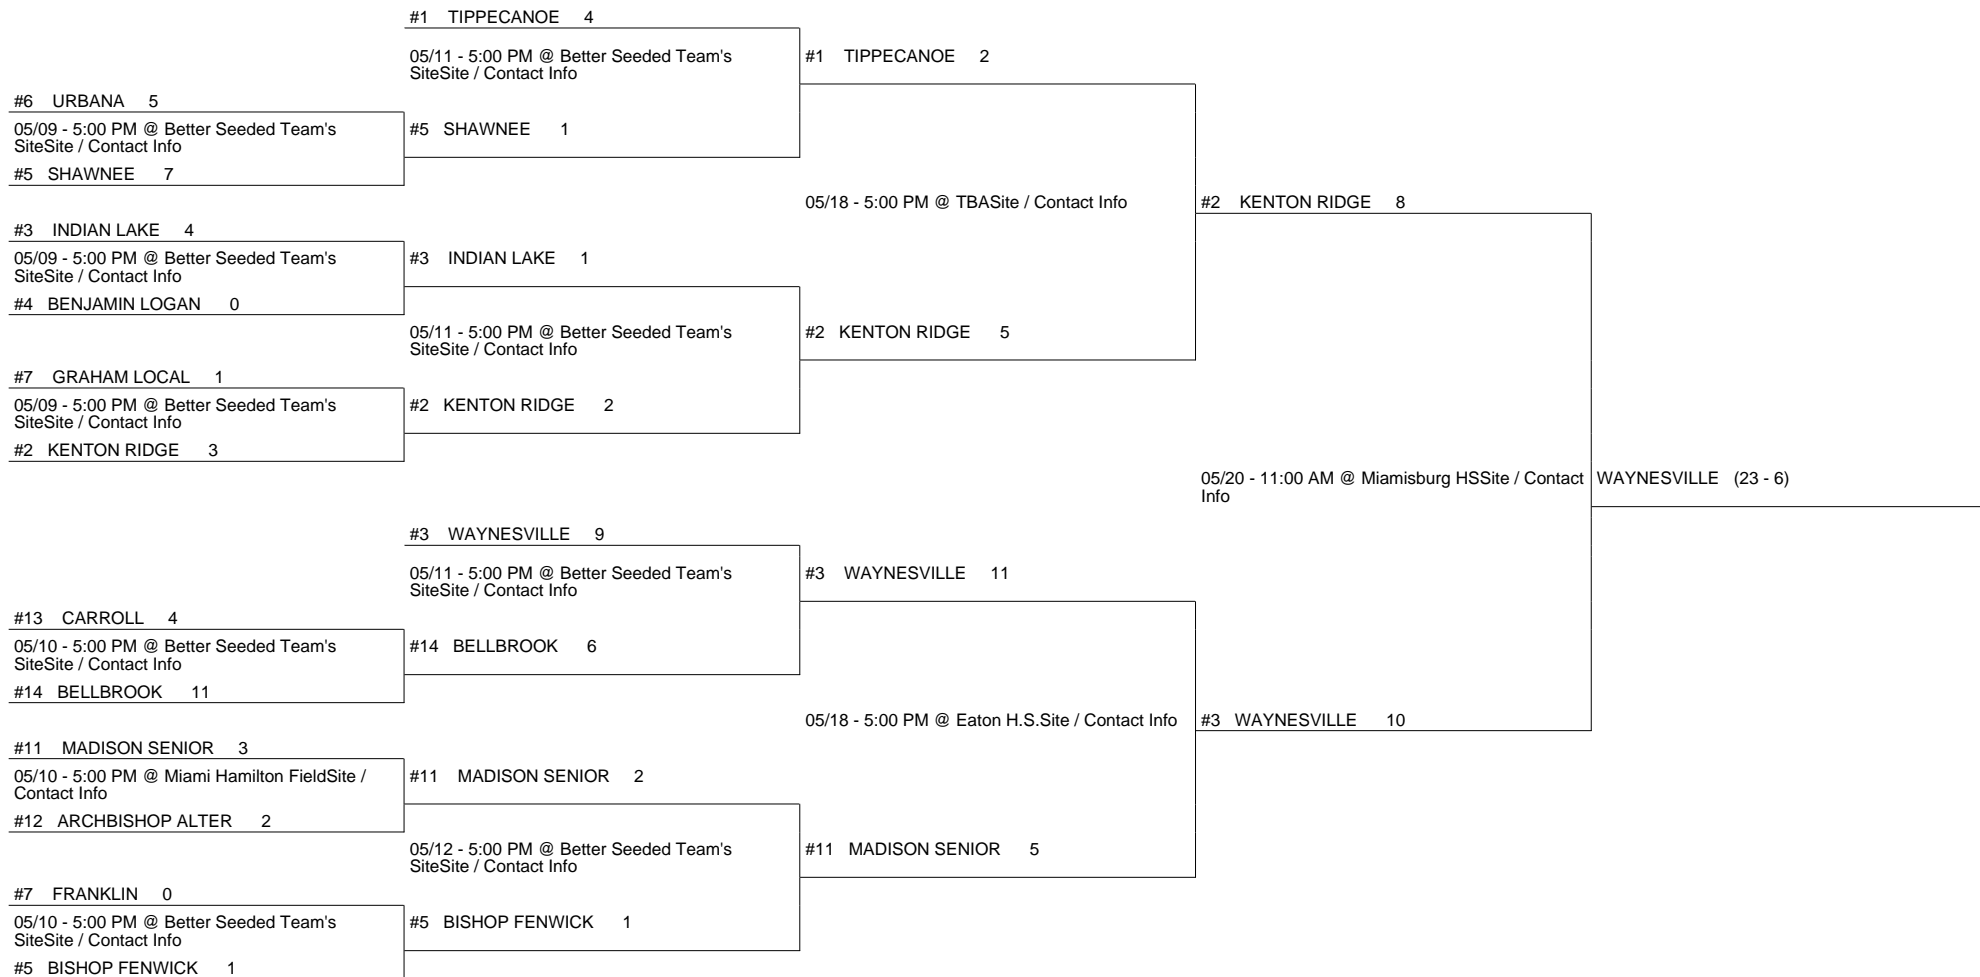 #1 TIPPECANOE 4
05/11 - 5:00 PM @ Better Seeded Team's
SiteSite / Contact Info
#1 TIPPECANOE 2
#6 URBANA 5
05/09 - 5:00 PM @ Better Seeded Team's
SiteSite / Contact Info
#5 SHAWNEE 1
#5 SHAWNEE 7
05/18 - 5:00 PM @ TBASite / Contact Info
#2 KENTON RIDGE 8
#3 INDIAN LAKE 4
05/09 - 5:00 PM @ Better Seeded Team's
SiteSite / Contact Info
#3 INDIAN LAKE 1
#4 BENJAMIN LOGAN 0
05/11 - 5:00 PM @ Better Seeded Team's
SiteSite / Contact Info
#2 KENTON RIDGE 5
#7 GRAHAM LOCAL 1
05/09 - 5:00 PM @ Better Seeded Team's
SiteSite / Contact Info
#2 KENTON RIDGE 2
#2 KENTON RIDGE 3
05/20 - 11:00 AM @ Miamisburg HSSite / Contact
Info
WAYNESVILLE (23 - 6)
#3 WAYNESVILLE 9
05/11 - 5:00 PM @ Better Seeded Team's
SiteSite / Contact Info
#3 WAYNESVILLE 11
#13 CARROLL 4
05/10 - 5:00 PM @ Better Seeded Team's
SiteSite / Contact Info
#14 BELLBROOK 6
#14 BELLBROOK 11
05/18 - 5:00 PM @ Eaton H.S.Site / Contact Info
#3 WAYNESVILLE 10
#11 MADISON SENIOR 3
05/10 - 5:00 PM @ Miami Hamilton FieldSite /
Contact Info
#11 MADISON SENIOR 2
#12 ARCHBISHOP ALTER 2
05/12 - 5:00 PM @ Better Seeded Team's
SiteSite / Contact Info
#11 MADISON SENIOR 5
#7 FRANKLIN 0
05/10 - 5:00 PM @ Better Seeded Team's
SiteSite / Contact Info
#5 BISHOP FENWICK 1
#5 BISHOP FENWICK 1